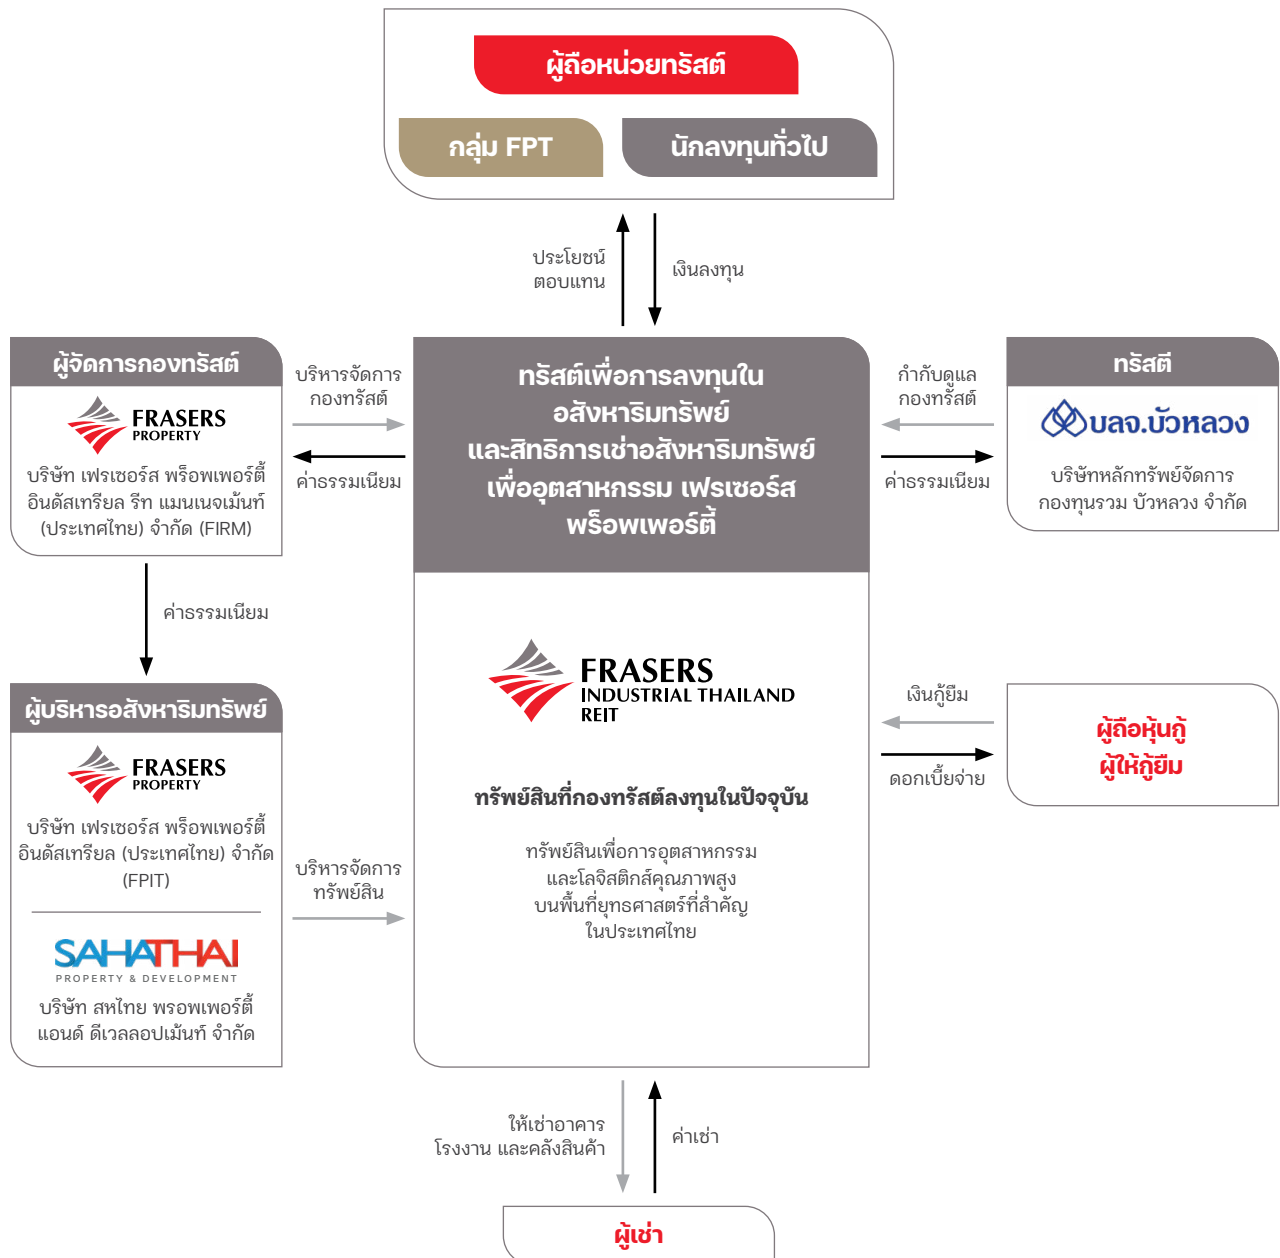 ผู้ถือหน่วยทรัสต์
กลุ่ม FPT
นักลงทุนทั่วไป
ประโยชน์
ตอบแทน
เงินลงทุน
ผู้จัดการกองทรัสต์
FRASERS
PROPERTY
บริษัท เฟรเซอร์ส พร็อพเพอร์ตี้
อินดัสเทรียล รีท แมนเนจเม้นท์
(ประเทศไทย) จำกัด (FIRM)
บริหารจัดการ
กองทรัสต์
ค่าธรรมเนียม
ทรัสต์เพื่อการลงทุนใน
อสังหาริมทรัพย์
และสิทธิการเช่าอสังหาริมทรัพย์
เพื่ออุตสาหกรรม เฟรเซอร์ส
พร็อพเพอร์ตี้
กำกับดูแล
กองทรัสต์
ค่าธรรมเนียม
ทรัสตี
บลจ.บัวหลวง
บริษัทหลักทรัพย์จัดการ
กองทุนรวม บัวหลวง จำกัด
ค่าธรรมเนียม
ผู้บริหารอสังหาริมทรัพย์
FRASERS
PROPERTY
บริษัท เฟรเซอร์ส พร็อพเพอร์ตี้
อินดัสเทรียล (ประเทศไทย) จำกัด
(FPIT)
SAHATHAI
PROPERTY & DEVELOPMENT
บริษัท สหไทย พรอพเพอร์ตี้
แอนด์ ดีเวลลอปเม้นท์ จำกัด
บริหารจัดการ
ทรัพย์สิน
FRASERS
INDUSTRIAL THAILAND
REIT
ทรัพย์สินที่กองทรัสต์ลงทุนในปัจจุบัน
ทรัพย์สินเพื่อการอุตสาหกรรม
และโลจิสติกส์คุณภาพสูง
บนพื้นที่ยุทธศาสตร์ที่สำคัญ
ในประเทศไทย
เงินกู้ยืม
ดอกเบี้ยจ่าย
ผู้ถือหุ้นกู้
ผู้ให้กู้ยืม
ให้เช่าอาคาร
โรงงาน และคลังสินค้า
ค่าเช่า
ผู้เช่า